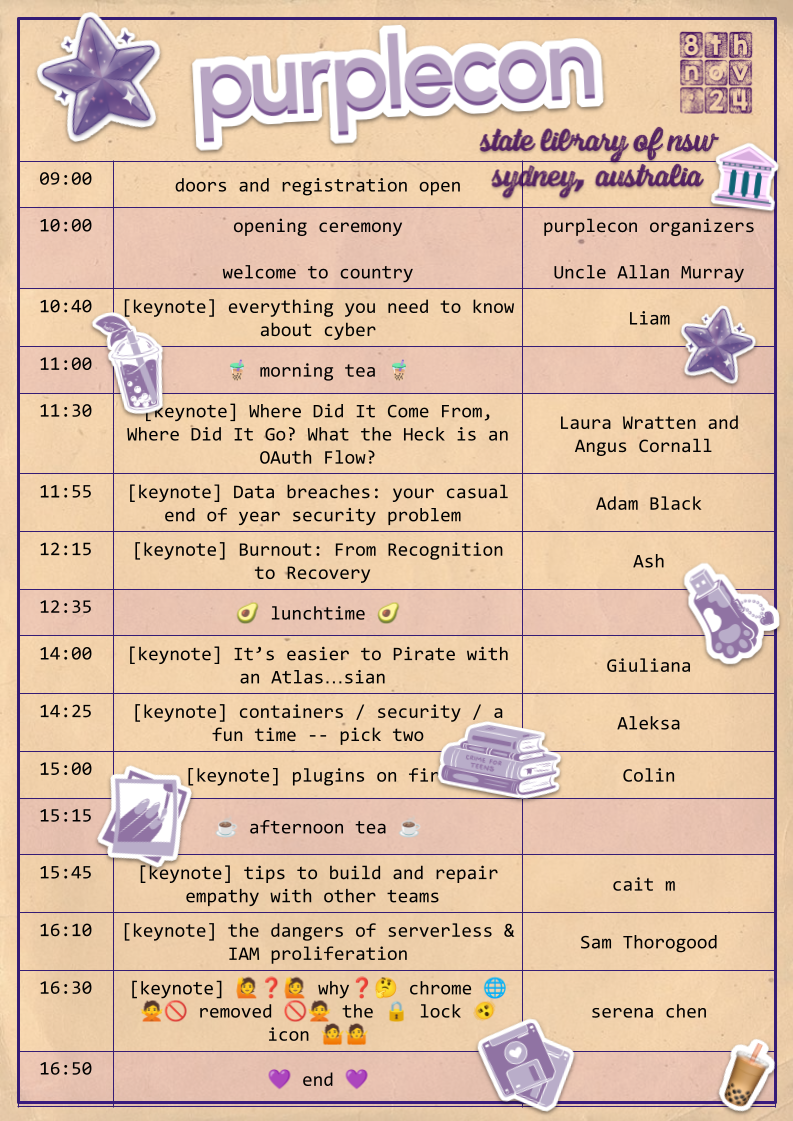 purplecon
8th
nov
'24
state library of nsw
sydney, australia
09:00 doors and registration open
10:00 opening ceremony purplecon organizers
welcome to country Uncle Allan Murray
10:40 [keynote] everything you need to know
about cyber
Liam
11:00 🧋 morning tea 🧋
11:30 [keynote] Where Did It Come From,
Where Did It Go? What the Heck is an
OAuth Flow?
Laura Wratten and
Angus Cornall
11:55 [keynote] Data breaches: your casual
end of year security problem
Adam Black
12:15 [keynote] Burnout: From Recognition
to Recovery
Ash
12:35 🥑 lunchtime 🥑
14:00 [keynote] It’s easier to Pirate with
an Atlas…sian
Giuliana
14:25 [keynote] containers / security / a
fun time -- pick two
Aleksa
CRIMS FOR
TEENS
15:00 [keynote] plugins on Colin
15:15 ☕ afternoon tea ☕
15:45 [keynote] tips to build and repair
empathy with other teams
cait m
16:10 [keynote] the dangers of serverless &
IAM proliferation
Sam Thorogood
16:30 [keynote] 🙋❓🙋 why❓🤔 chrome 🌐
🙅🚫 removed 🚫🙅 the 🔒 lock 🫨
icon 🤷🤷
serena chen
16:50 💜 end 💜